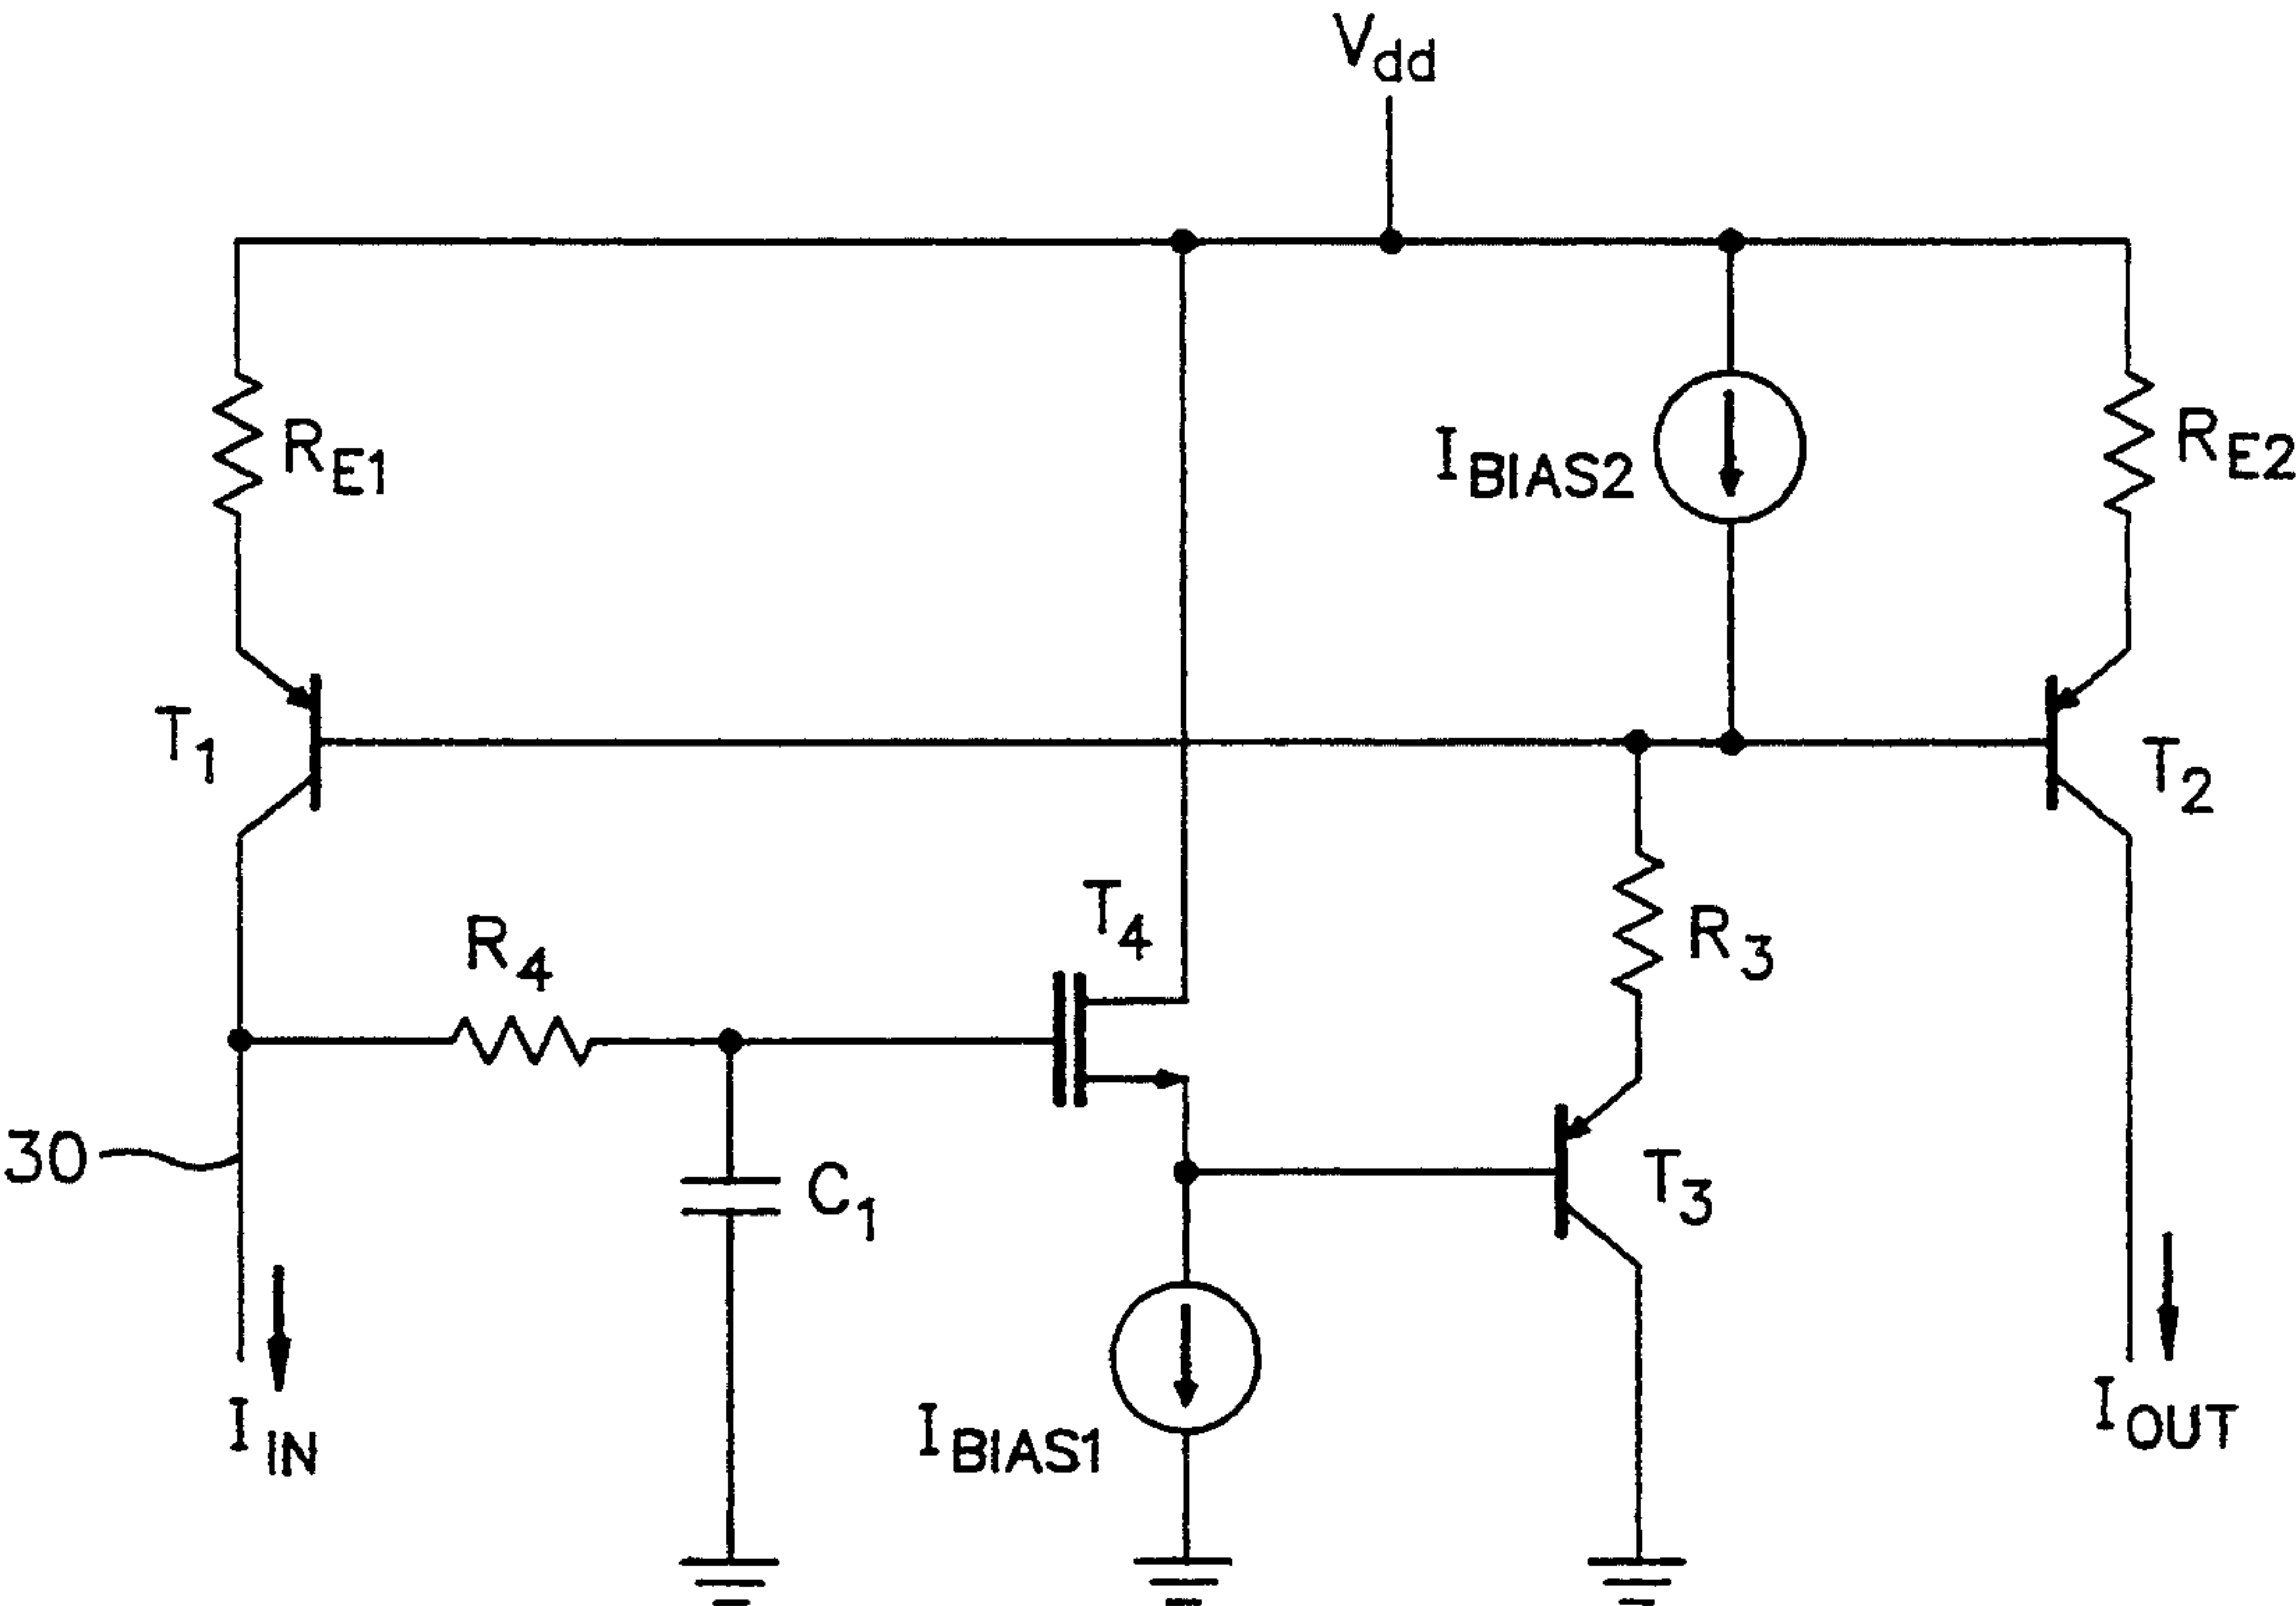 Vdd
RE1
IBIAS2
RE2
T1
T2
T4
R4
R3
30
C1
T3
IBIAS1
IIN
IOUT